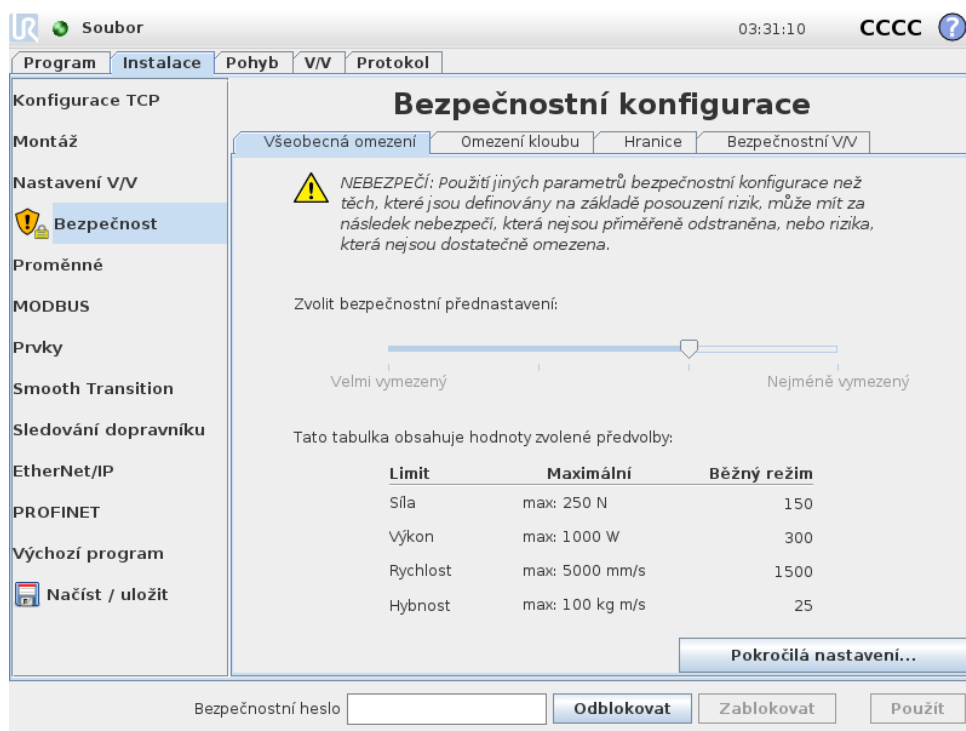 UR Soubor 03:31:10 CCCC ?
Program Instalace Pohyb V/V Protokol
Konfigurace TCP
Montáž
Nastavení V/V
Bezpečnost
Proměnné
MODBUS
Prvky
Smooth Transition
Sledování dopravníku
EtherNet/IP
PROFINET
Výchozí program
Načíst / uložit
Bezpečnostní konfigurace
Všeobecná omezení Omezení kloubu Hranice Bezpečnostní V/V
NEBEZPEČÍ: Použití jiných parametrů bezpečnostní konfigurace než
těch, které jsou definovány na základě posouzení rizik, může mít za
následek nebezpečí, která nejsou přiměřeně odstraněna, nebo rizika,
která nejsou dostatečně omezena.
Zvolit bezpečnostní přednastavení:
Velmi vymezený Nejméně vymezený
Tato tabulka obsahuje hodnoty zvolené předvolby:
Limit Maximální Běžný režim
Síla max: 250 N 150
Výkon max: 1000 W 300
Rychlost max: 5000 mm/s 1500
Hybnost max: 100 kg m/s 25
Pokročilá nastavení...
Bezpečnostní heslo Odblokovat Zablokovat Použít